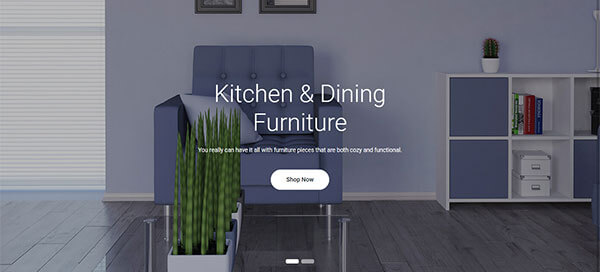 Kitchen & Dining
Furniture
You really can have it all with furniture pieces that are both cozy and functional.
Shop Now